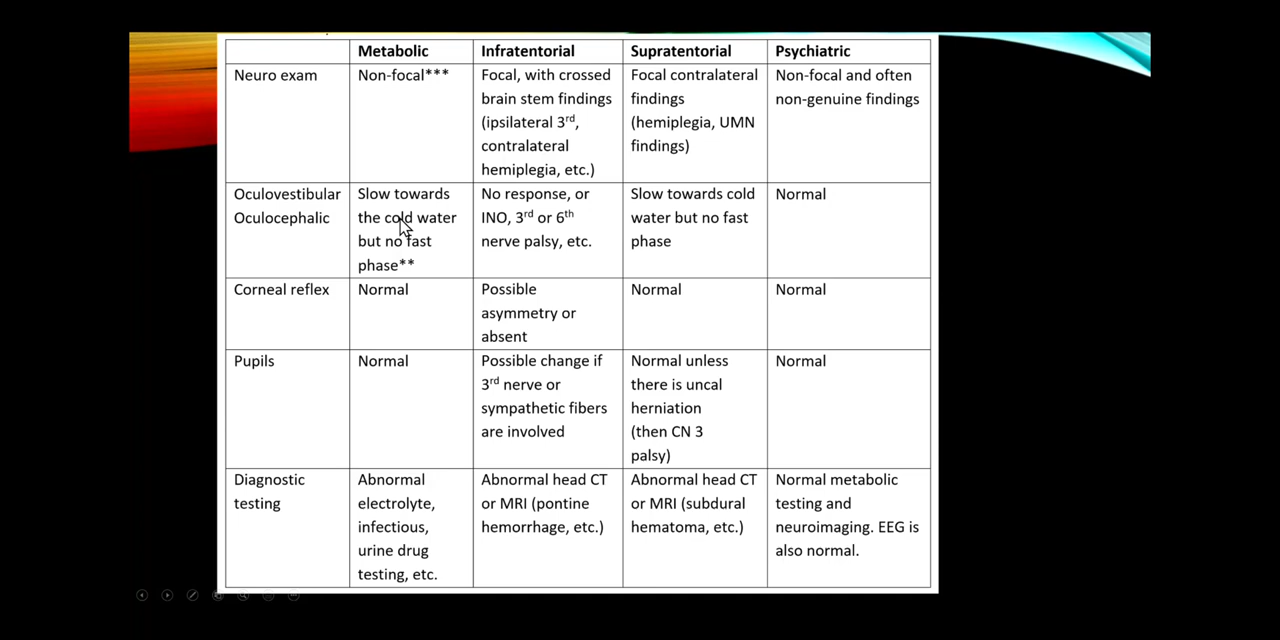 Metabolic Infratentorial Supratentorial Psychiatric
Neuro exam
Non-focal***
Focal, with crossed
brain stem findings
(ipsilateral 3rd,
contralateral
hemiplegia, etc.)
Focal contralateral
findings
(hemiplegia, UMN
findings)
Non-focal and often
non-genuine findings
Oculovestibular
Oculocephalic
Slow towards
the cold water
but no fast
phase**
No response, or
INO, 3rd or 6th
nerve palsy, etc.
Slow towards cold
water but no fast
phase
Normal
Corneal reflex
Normal
Possible
asymmetry or
absent
Normal
Normal
Pupils
Normal
Possible change if
3rd nerve or
sympathetic fibers
are involved
Normal unless
there is uncal
herniation
(then CN 3
palsy)
Normal
Diagnostic
testing
Abnormal
electrolyte,
infectious,
urine drug
testing, etc.
Abnormal head CT
or MRI (pontine
hemorrhage, etc.)
Abnormal head CT
or MRI (subdural
hematoma, etc.)
Normal metabolic
testing and
neuroimaging. EEG is
also normal.